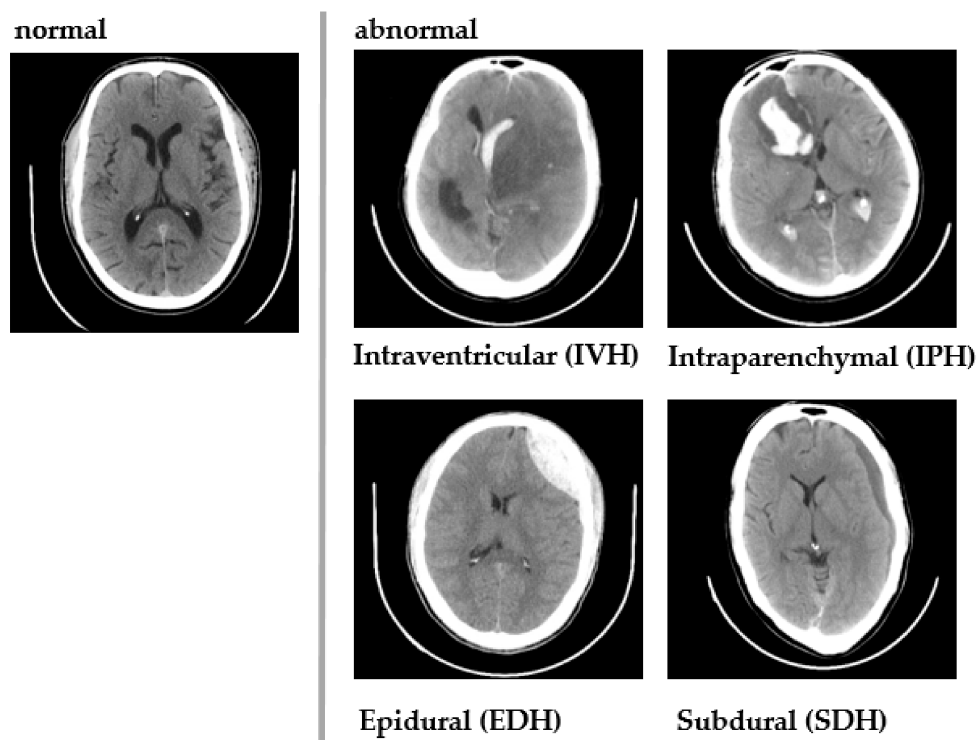 normal
abnormal
Intraventricular (IVH)
Intraparenchymal (IPH)
Epidural (EDH)
Subdural (SDH)